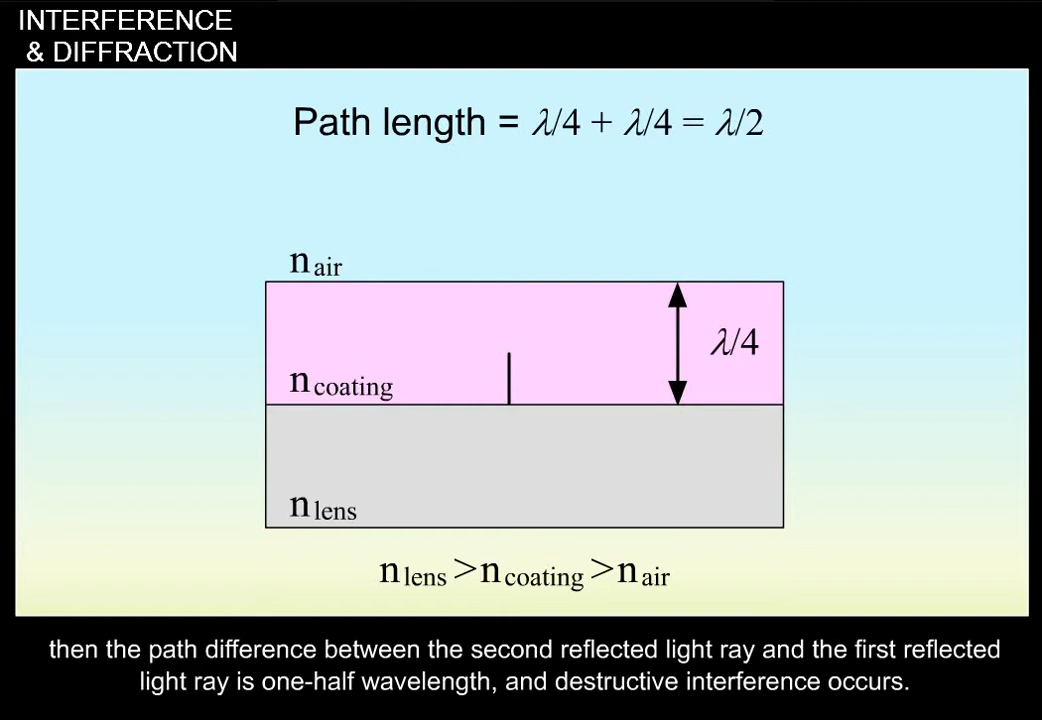 INTERFERENCE
& DIFFRACTION
Path length = λ/4 + λ/4 = λ/2
n air
λ/4
n coating
n lens
n lens > n coating > n air
then the path difference between the second reflected light ray and the first reflected
light ray is one-half wavelength, and destructive interference occurs.